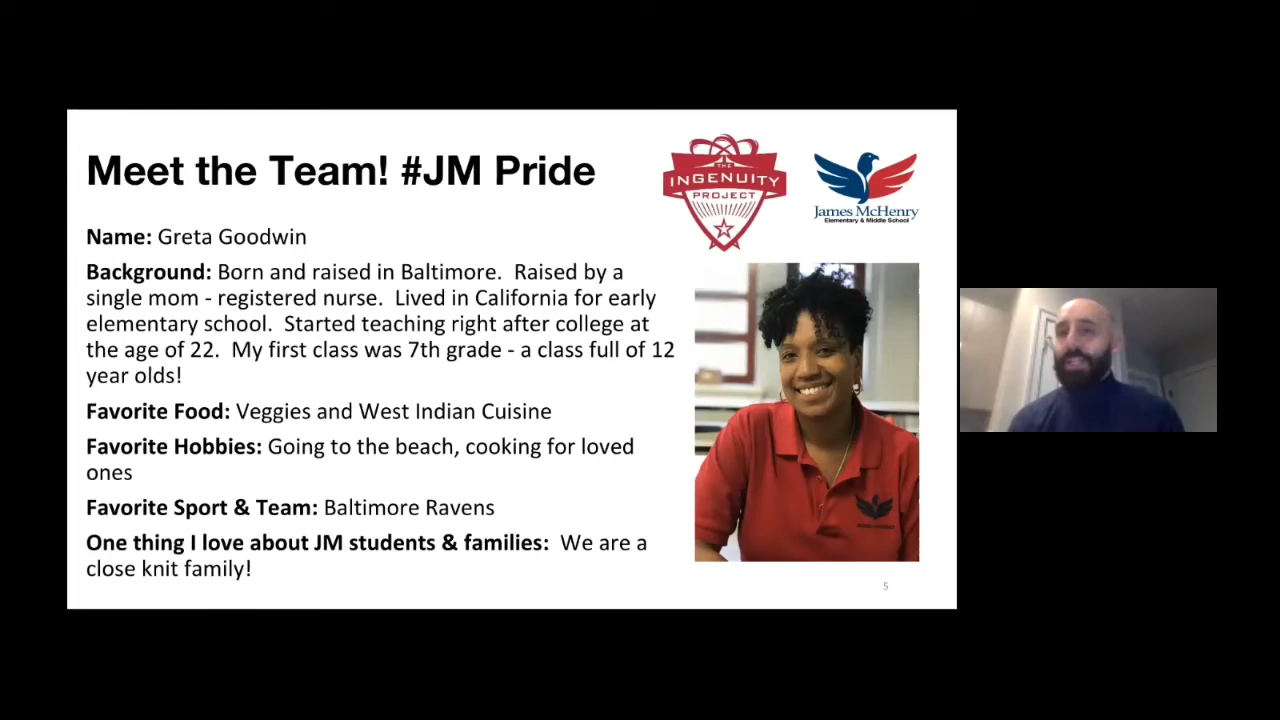 Meet the Team! #JM Pride
THE
INGENUITY
PROJECT
James McHenry
Elementary & Middle School
Name: Greta Goodwin
Background: Born and raised in Baltimore.  Raised by a
single mom - registered nurse.  Lived in California for early
elementary school.  Started teaching right after college at
the age of 22.  My first class was 7th grade - a class full of 12
year olds!
Favorite Food: Veggies and West Indian Cuisine
Favorite Hobbies: Going to the beach, cooking for loved
ones
Favorite Sport & Team: Baltimore Ravens
One thing I love about JM students & families:  We are a
close knit family!
5